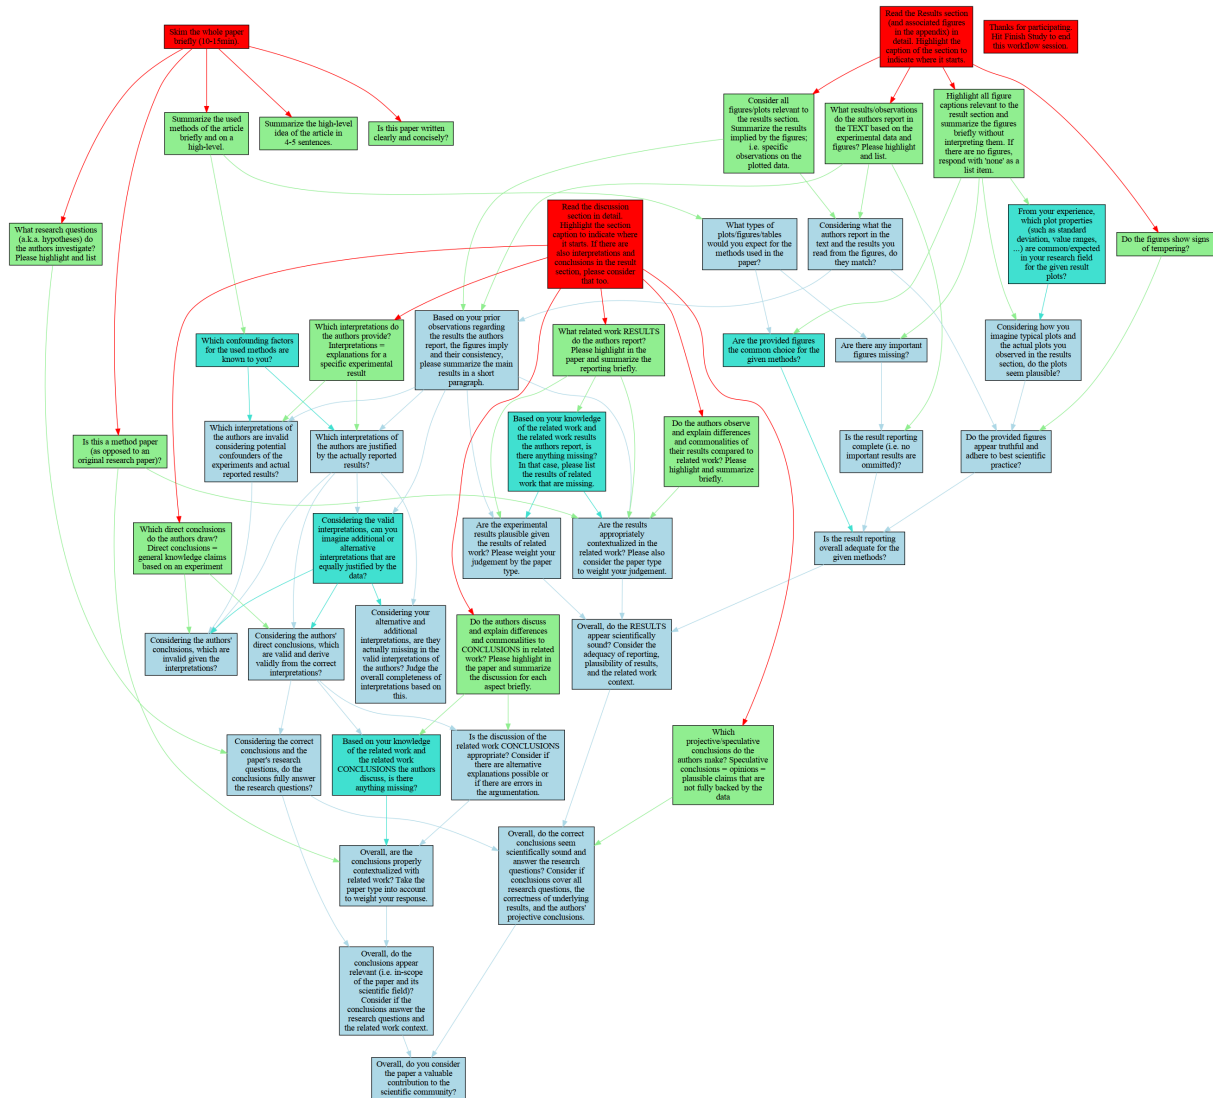 Skim the whole paper
briefly (10-15min).
Read the Results section
(and associated figures
in the appendix) in
detail. Highlight the
caption of the section to
indicate where it starts.
Thanks for participating.
Hit Finish Study to end
this workflow session.
Summarize the used
methods of the article
briefly and on a
high-level.
Summarize the high-level
idea of the article in
4-5 sentences.
Is this paper written
clearly and concisely?
Consider all
figures/plots relevant to
the results section.
Summarize the results
implied by the figures;
i.e. specific
observations on the
plotted data.
What results/observations
do the authors report in
the TEXT based on the
experimental data and
figures? Please highlight
and list.
Highlight all figure
captions relevant to the
result section and
summarize the figures
briefly without
interpreting them. If
there are no figures,
respond with 'none' as a
list item.
What research questions
(a.k.a. hypotheses) do
the authors investigate?
Please highlight and list
Read the discussion
section in detail.
Highlight the section
caption to indicate where
it starts. If there are
also interpretations and
conclusions in the result
section, please consider
that too.
What types of
plots/figures/tables
would you expect for the
methods used in the
paper?
Considering what the
authors report in the
text and the results you
read from the figures, do
they match?
From your experience,
which plot properties
(such as standard
deviation, value ranges,
...) are common/expected
in your research field
for the given result
plots?
Do the figures show signs
of tempering?
Which confounding factors
for the used methods are
known to you?
Which interpretations do
the authors provide?
Interpretations =
explanations for a
specific experimental
result
Based on your prior
observations regarding
the results the authors
report, the figures imply
and their consistency,
please summarize the main
results in a short
paragraph.
What related work RESULTS
do the authors report?
Please highlight in the
paper and summarize the
reporting briefly.
Are the provided figures
the common choice for the
given methods?
Are there any important
figures missing?
Considering how you
imagine typical plots and
the actual plots you
observed in the results
section, do the plots
seem plausible?
Is this a method paper
(as opposed to an
original research paper)?
Which interpretations of
the authors are invalid
considering potential
confounders of the
experiments and actual
reported results?
Which interpretations of
the authors are justified
by the actually reported
results?
Based on your knowledge
of the related work and
the related work results
the authors report, is
there anything missing?
In that case, please list
the results of related
work that are missing.
Do the authors observe
and explain differences
and commonalities of
their results compared to
related work? Please
highlight and summarize
briefly.
Is the result reporting
complete (i.e. no
important results are
ommitted)?
Do the provided figures
appear truthful and
adhere to best scientific
practice?
Which direct conclusions
do the authors draw?
Direct conclusions =
general knowledge claims
based on an experiment
Considering the valid
interpretations, can you
imagine additional or
alternative
interpretations that are
equally justified by the
data?
Are the experimental
results plausible given
the results of related
work? Please weight your
judgement by the paper
type.
Are the results
appropriately
contextualized in the
related work? Please also
consider the paper type
to weight your judgement.
Is the result reporting
overall adequate for the
given methods?
Considering the authors'
conclusions, which are
invalid given the
interpretations?
Considering the authors'
direct conclusions, which
are valid and derive
validly from the correct
interpretations?
Considering your
alternative and
additional
interpretations, are they
actually missing in the
valid interpretations of
the authors? Judge the
overall completeness of
interpretations based on
this.
Do the authors discuss
and explain differences
and commonalities to
CONCLUSIONS in related
work? Please highlight in
the paper and summarize
the discussion for each
aspect briefly.
Overall, do the RESULTS
appear scientifically
sound? Consider the
adequacy of reporting,
plausibility of results,
and the related work
context.
Considering the correct
conclusions and the
paper's research
questions, do the
conclusions fully answer
the research questions?
Based on your knowledge
of the related work and
the related work
CONCLUSIONS the authors
discuss, is there
anything missing?
Is the discussion of the
related work CONCLUSIONS
appropriate? Consider if
there are alternative
explanations possible or
if there are errors in
the argumentation.
Which
projective/speculative
conclusions do the
authors make? Speculative
conclusions = opinions =
plausible claims that are
not fully backed by the
data
Overall, are the
conclusions properly
contextualized with
related work? Take the
paper type into account
to weight your response.
Overall, do the correct
conclusions seem
scientifically sound and
answer the research
questions? Consider if
conclusions cover all
research questions, the
correctness of underlying
results, and the authors'
projective conclusions.
Overall, do the
conclusions appear
relevant (i.e. in-scope
of the paper and its
scientific field)?
Consider if the
conclusions answer the
research questions and
the related work context.
Overall, do you consider
the paper a valuable
contribution to the
scientific community?